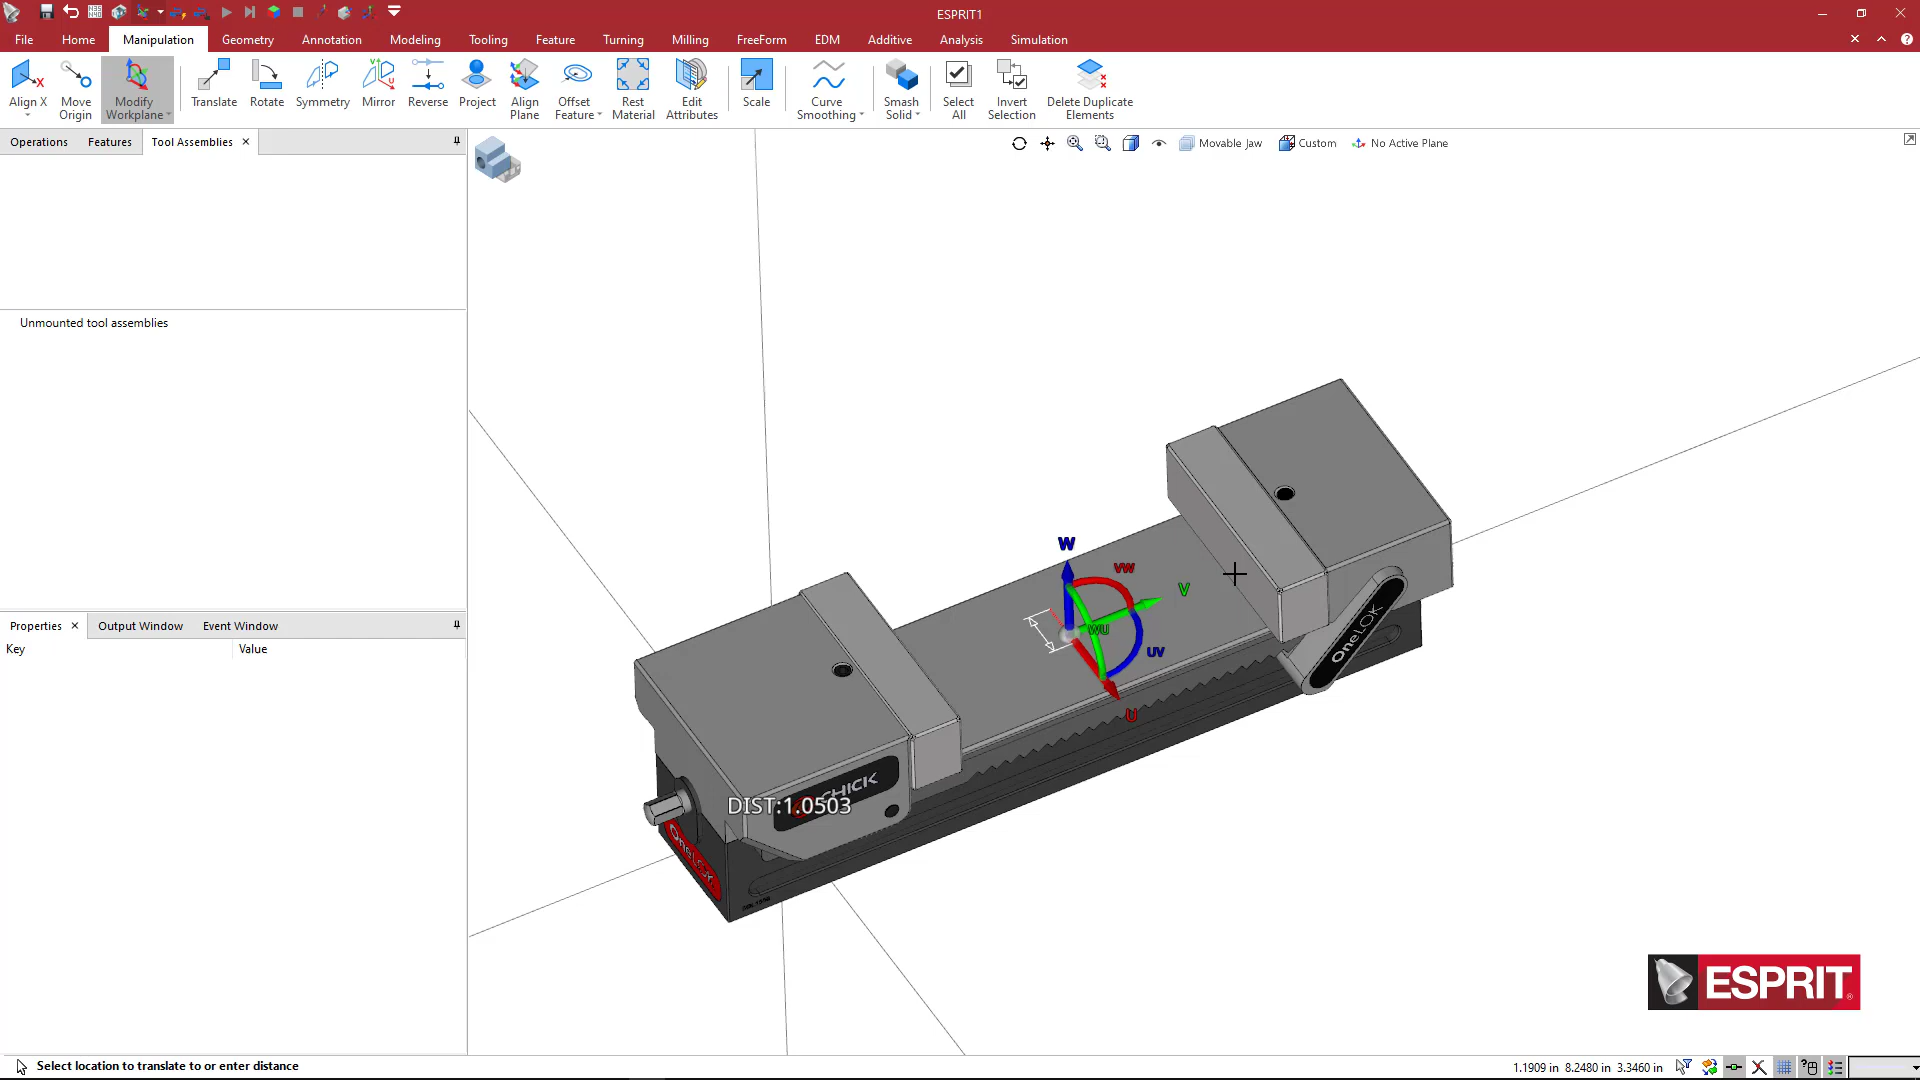 ESPRIT1
File Home Manipulation Geometry Annotation Modeling Tooling Feature Turning Milling FreeForm EDM Additive Analysis Simulation
Align X
Move Origin
Modify Workplane
Translate
Rotate
Symmetry
Mirror
Reverse
Project
Align Plane
Offset Feature
Rest Material
Edit Attributes
Scale
Curve Smoothing
Smash Solid
Select All
Invert Selection
Delete Duplicate Elements
Operations Features Tool Assemblies
Movable Jaw Custom No Active Plane
Unmounted tool assemblies
W
VW
V
WU
UV
U
OneLOK
CHICK
DIST:1.0503
OneLOK
Properties Output Window Event Window
Key Value
ESPRIT
Select location to translate to or enter distance
1.1909 in 8.2480 in 3.3460 in